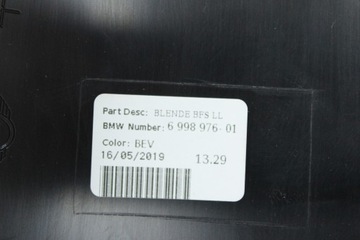 Part Desc: BLENDE BFS LL
BMW Number: 6 998 976-01
Color: BEV
16/05/2019 13.29